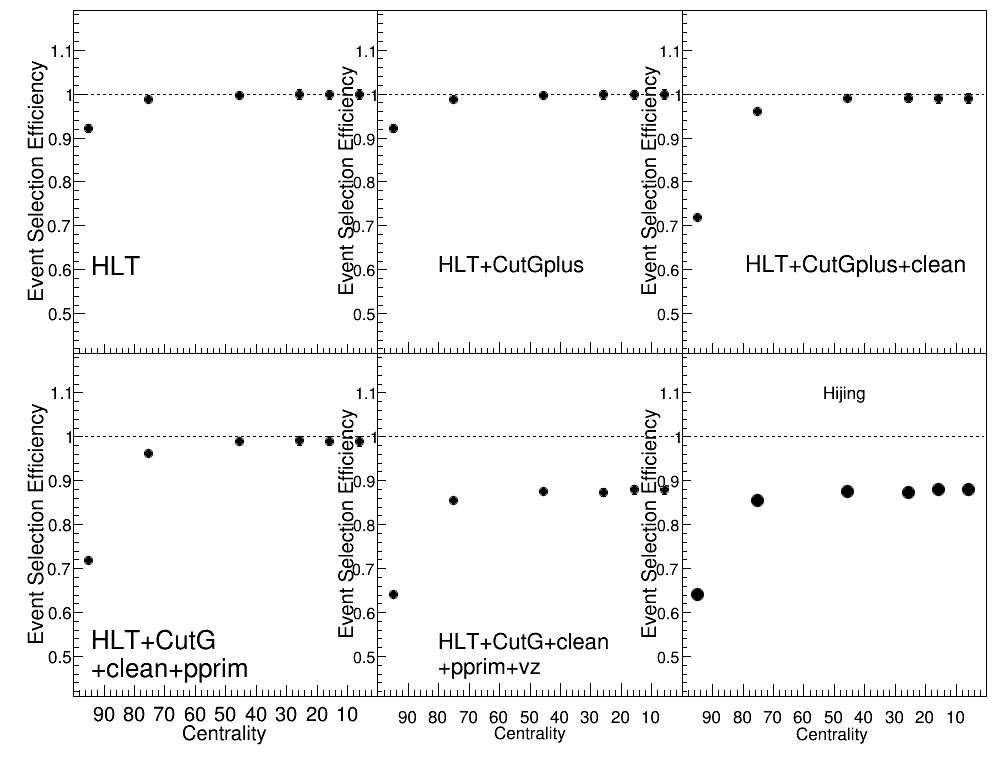 Event Selection Efficiency
1.1
1
0.9
0.8
0.7
0.6
0.5
HLT
Event Selection Efficiency
1.1
1
0.9
0.8
0.7
0.6
0.5
HLT+CutGplus
Event Selection Efficiency
1.1
1
0.9
0.8
0.7
0.6
0.5
HLT+CutGplus+clean
Event Selection Efficiency
1.1
1
0.9
0.8
0.7
0.6
0.5
HLT+CutG
+clean+pprim
90 80 70 60 50 40 30 20 10
Centrality
Event Selection Efficiency
1.1
1
0.9
0.8
0.7
0.6
0.5
HLT+CutG+clean
+pprim+vz
90 80 70 60 50 40 30 20 10
Centrality
Event Selection Efficiency
1.1
1
0.9
0.8
0.7
0.6
0.5
Hijing
90 80 70 60 50 40 30 20 10
Centrality